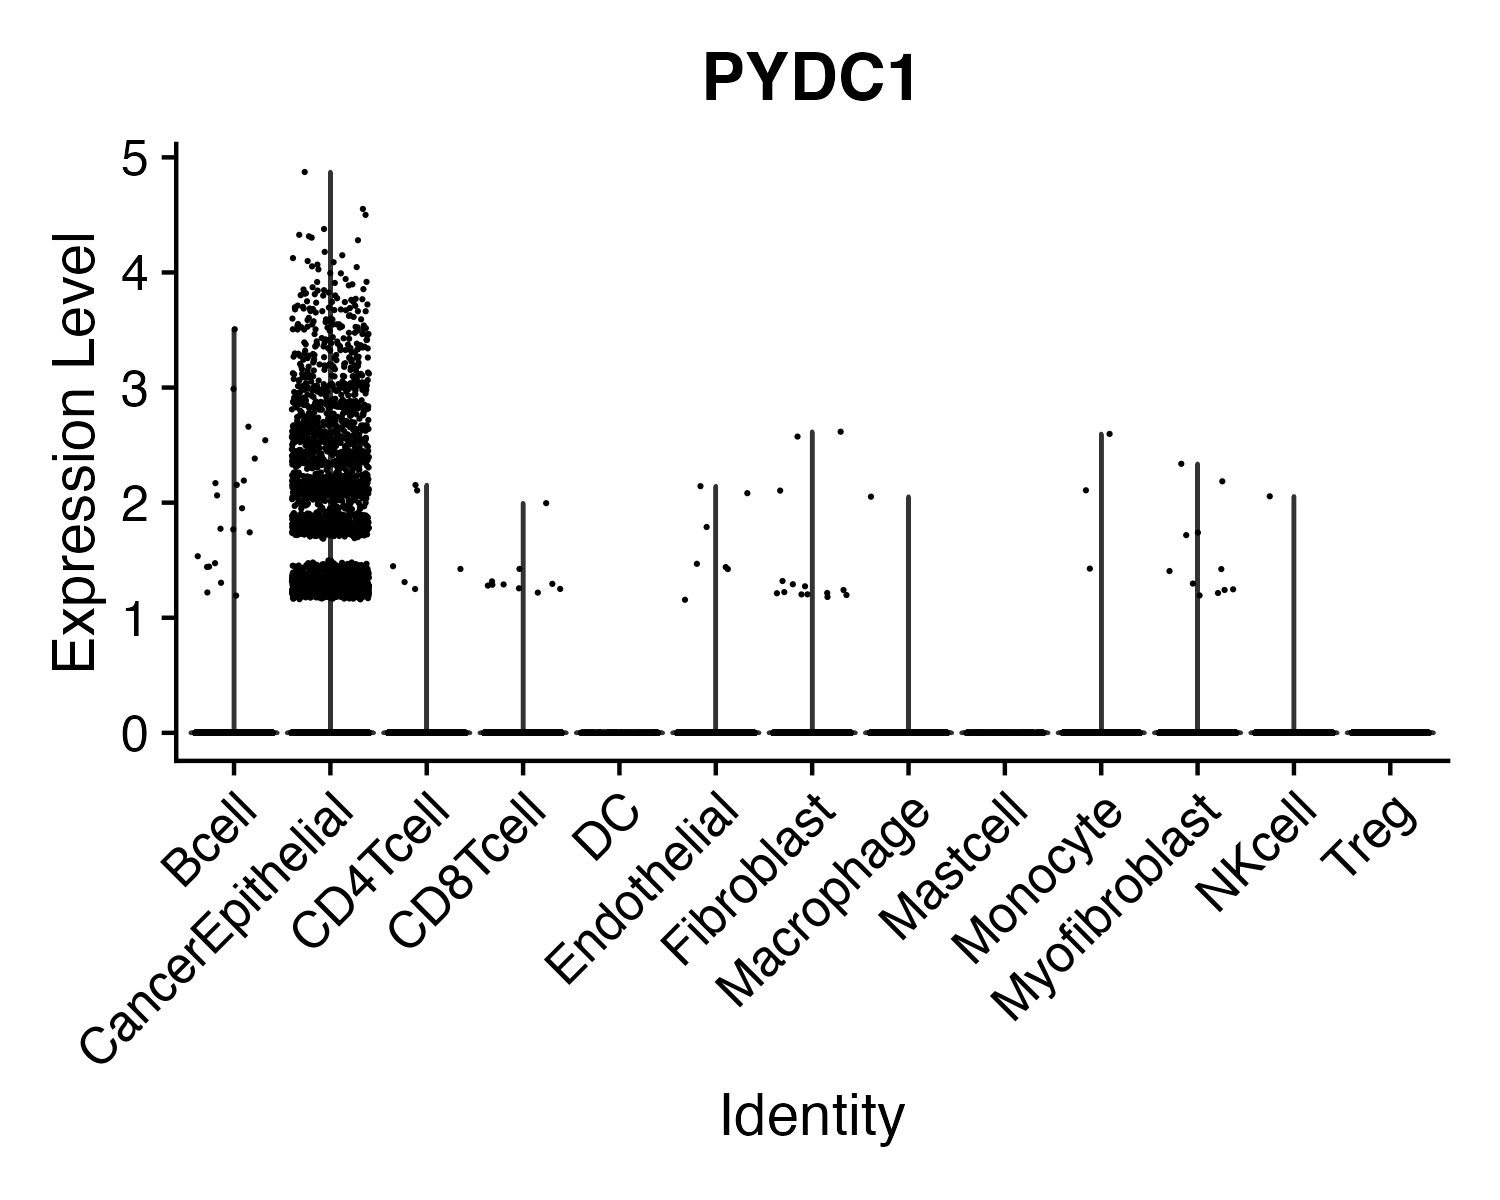 PYDC1
Expression Level
5
4
3
2
1
0
Bcell
CancerEpithelial
CD4Tcell
CD8Tcell
DC
Endothelial
Fibroblast
Macrophage
Mastcell
Monocyte
Myofibroblast
NKcell
Treg
Identity